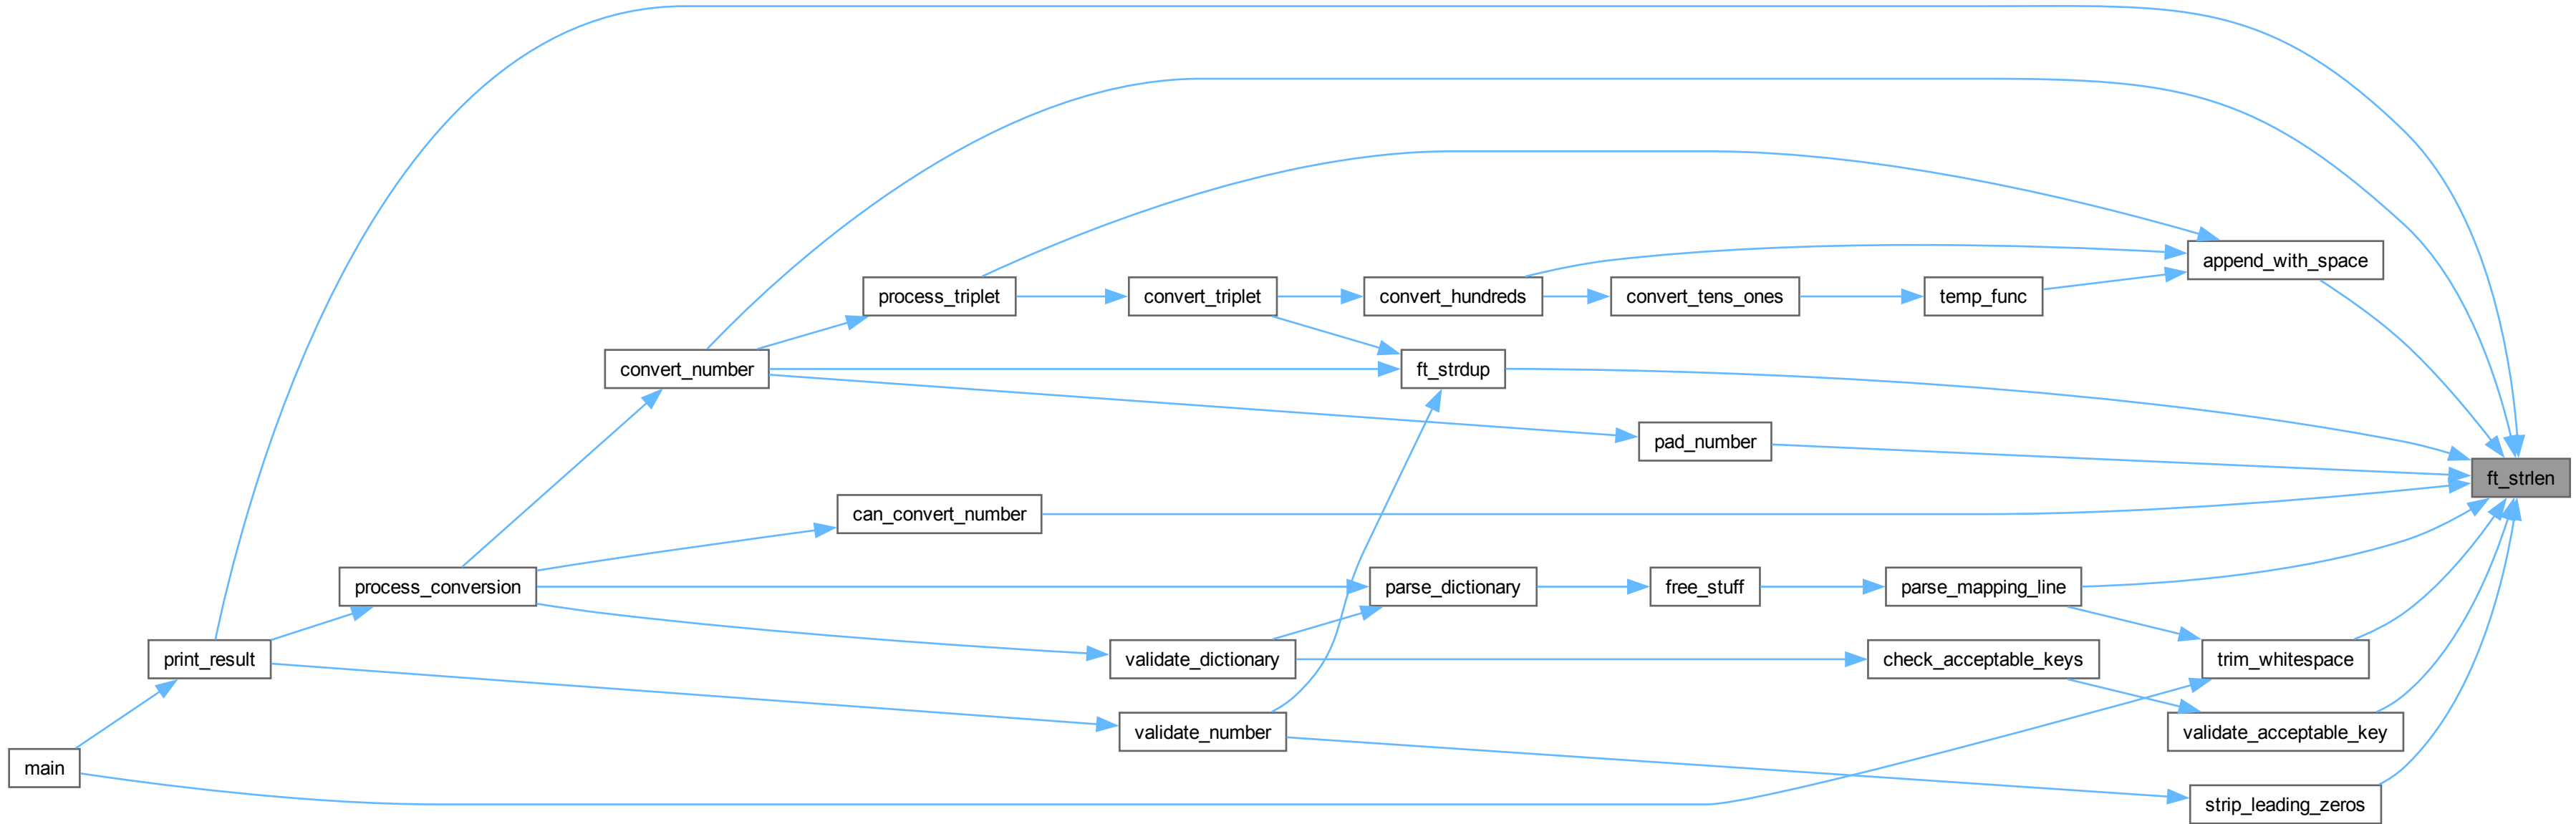 append_with_space
process_triplet
convert_triplet
convert_hundreds
convert_tens_ones
temp_func
convert_number
ft_strdup
pad_number
ft_strlen
can_convert_number
process_conversion
parse_dictionary
free_stuff
parse_mapping_line
print_result
validate_dictionary
check_acceptable_keys
trim_whitespace
validate_number
validate_acceptable_key
main
strip_leading_zeros